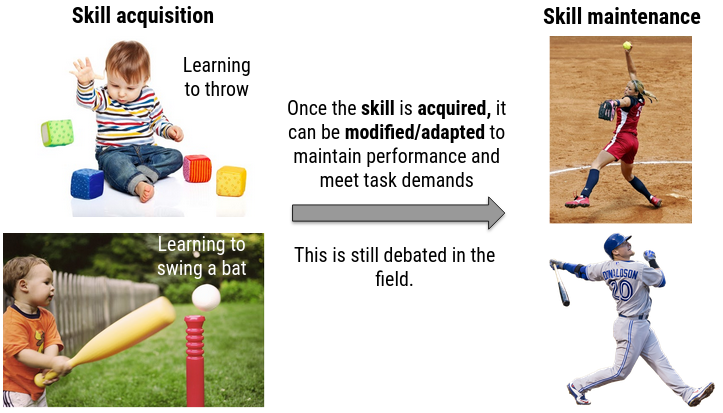 Skill acquisition
Learning
to throw
Learning to
swing a bat
Once the skill is acquired, it
can be modified/adapted to
maintain performance and
meet task demands
This is still debated in the
field.
Skill maintenance
DONALDSON
20